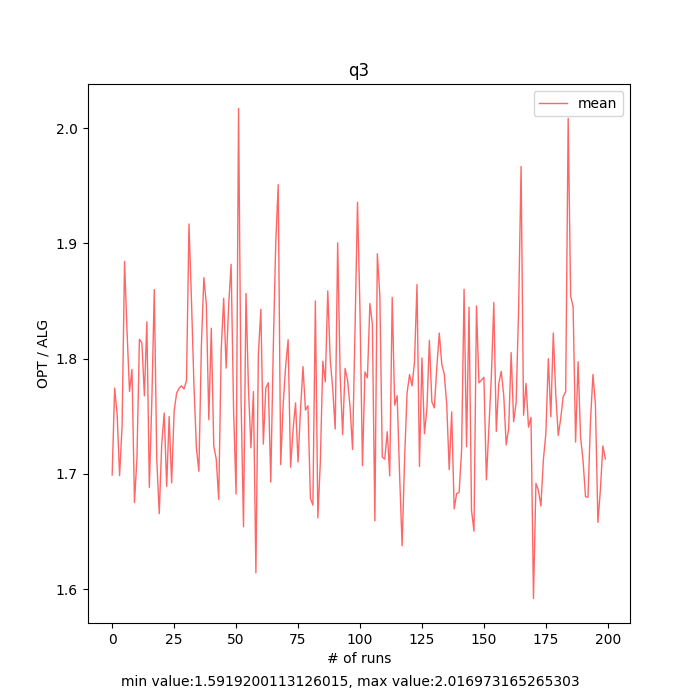 q3
mean
OPT / ALG
2.0
1.9
1.8
1.7
1.6
0 25 50 75 100 125 150 175 200
# of runs
min value:1.5919200113126015, max value:2.016973165265303